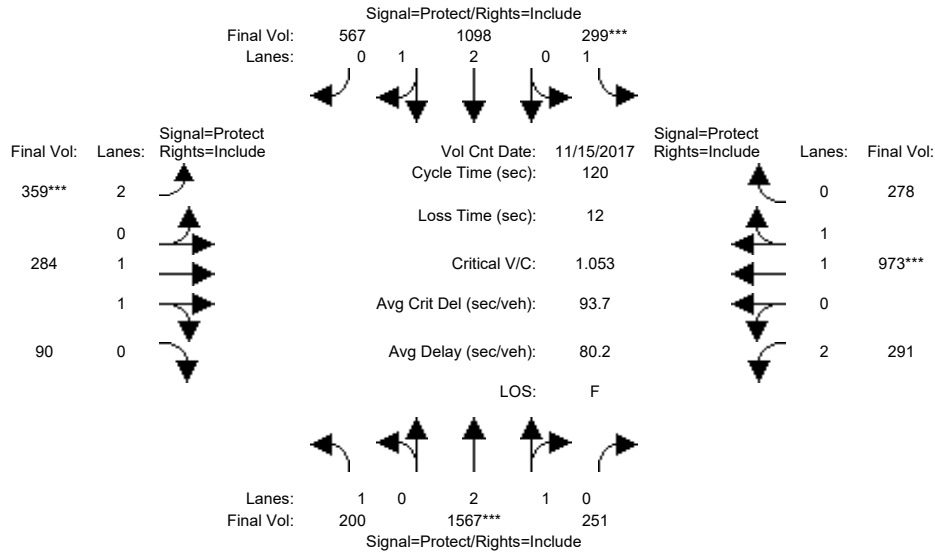 Signal=Protect/Rights=Include
Final Vol: 567 1098 299***
Lanes: 0 1 2 0 1
Signal=Protect Signal=Protect
Final Vol: Lanes: Rights=Include Vol Cnt Date: 11/15/2017 Rights=Include Lanes: Final Vol:
Cycle Time (sec): 120
359*** 2 0 278
Loss Time (sec): 12
0 1
284 1 Critical V/C: 1.053 1 973***
1 Avg Crit Del (sec/veh): 93.7 0
90 0 Avg Delay (sec/veh): 80.2 2 291
LOS: F
Lanes: 1 0 2 1 0
Final Vol: 200 1567*** 251
Signal=Protect/Rights=Include